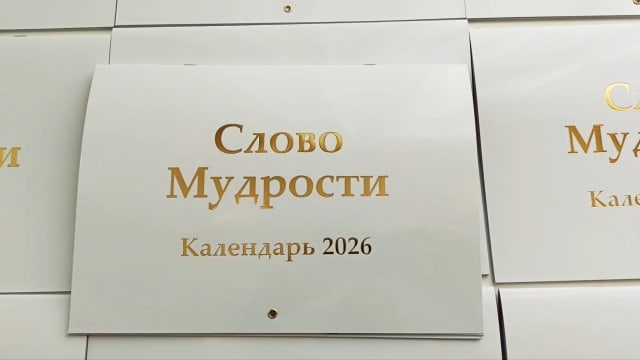 Слово
Мудрости
Календарь 2026